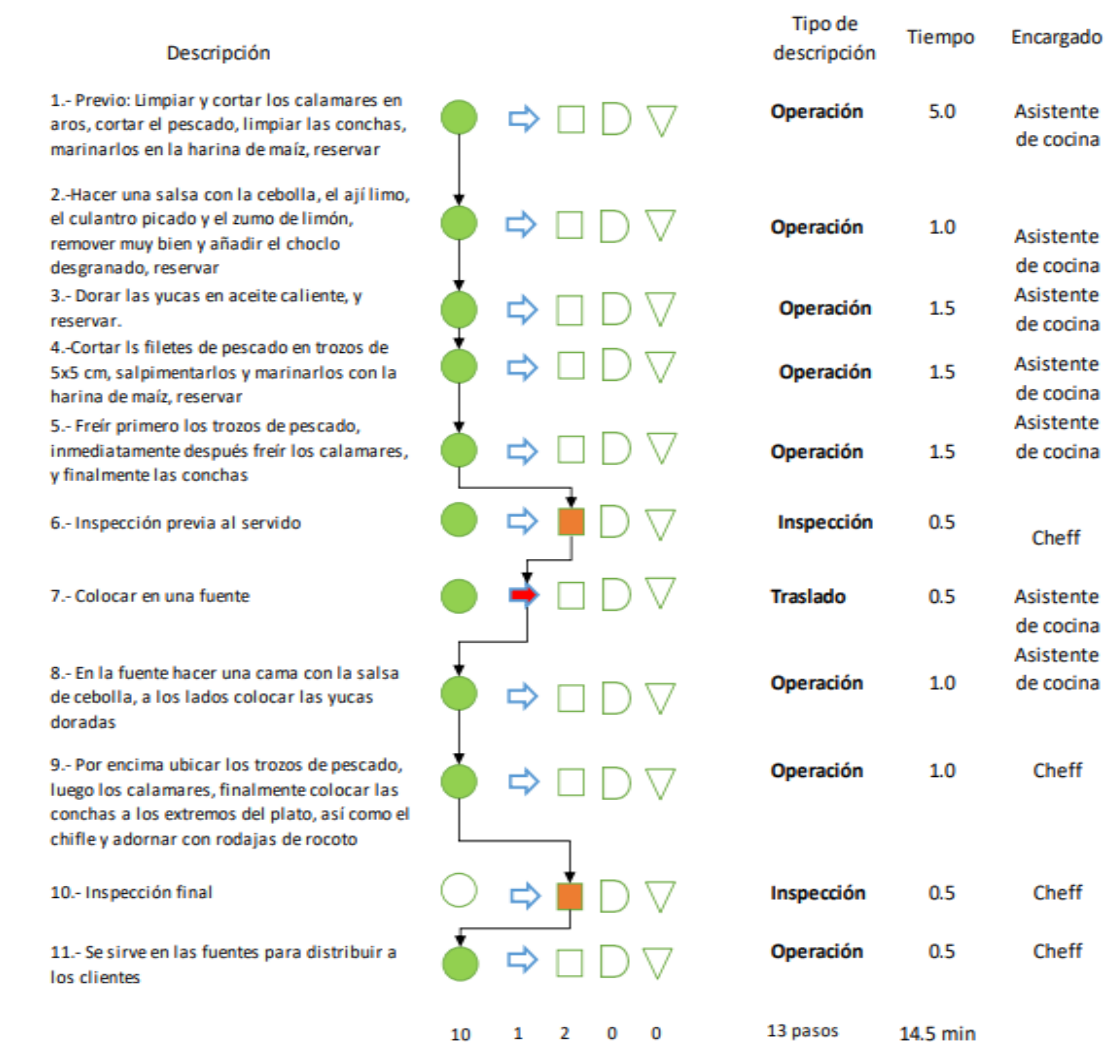 Descripción
Tipo de
descripción
Tiempo
Encargado
1.- Previo: Limpiar y cortar los calamares en
aros, cortar el pescado, limpiar las conchas,
marinarlos en la harina de maíz, reservar
Operación
5.0
Asistente
de cocina
2.-Hacer una salsa con la cebolla, el ají limo,
el culantro picado y el zumo de limón,
remover muy bien y añadir el choclo
desgranado, reservar
Operación
1.0
Asistente
de cocina
3.- Dorar las yucas en aceite caliente, y
reservar.
Operación
1.5
Asistente
de cocina
4.-Cortar ls filetes de pescado en trozos de
5x5 cm, salpimentarlos y marinarlos con la
harina de maíz, reservar
Operación
1.5
Asistente
de cocina
5.- Freír primero los trozos de pescado,
inmediatamente después freír los calamares,
y finalmente las conchas
Operación
1.5
Asistente
de cocina
6.- Inspección previa al servido
Inspección
0.5
Cheff
7.- Colocar en una fuente
Traslado
0.5
Asistente
de cocina
8.- En la fuente hacer una cama con la salsa
de cebolla, a los lados colocar las yucas
doradas
Operación
1.0
Asistente
de cocina
9.- Por encima ubicar los trozos de pescado,
luego los calamares, finalmente colocar las
conchas a los extremos del plato, así como el
chifle y adornar con rodajas de rocoto
Operación
1.0
Cheff
10.- Inspección final
Inspección
0.5
Cheff
11.- Se sirve en las fuentes para distribuir a
los clientes
Operación
0.5
Cheff
10 1 2 0 0
13 pasos
14.5 min